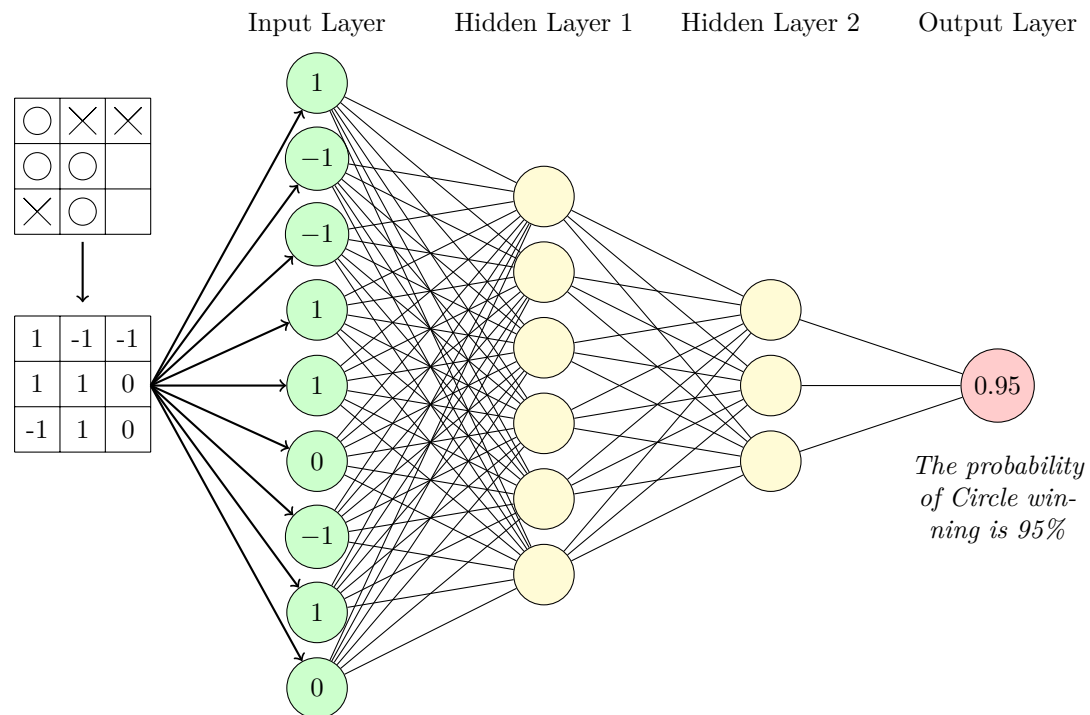 Input Layer
Hidden Layer 1
Hidden Layer 2
Output Layer
1 -1 -1
1 1 0
-1 1 0
1
−1
−1
1
1
0
−1
1
0
0.95
The probability
of Circle win-
ning is 95%